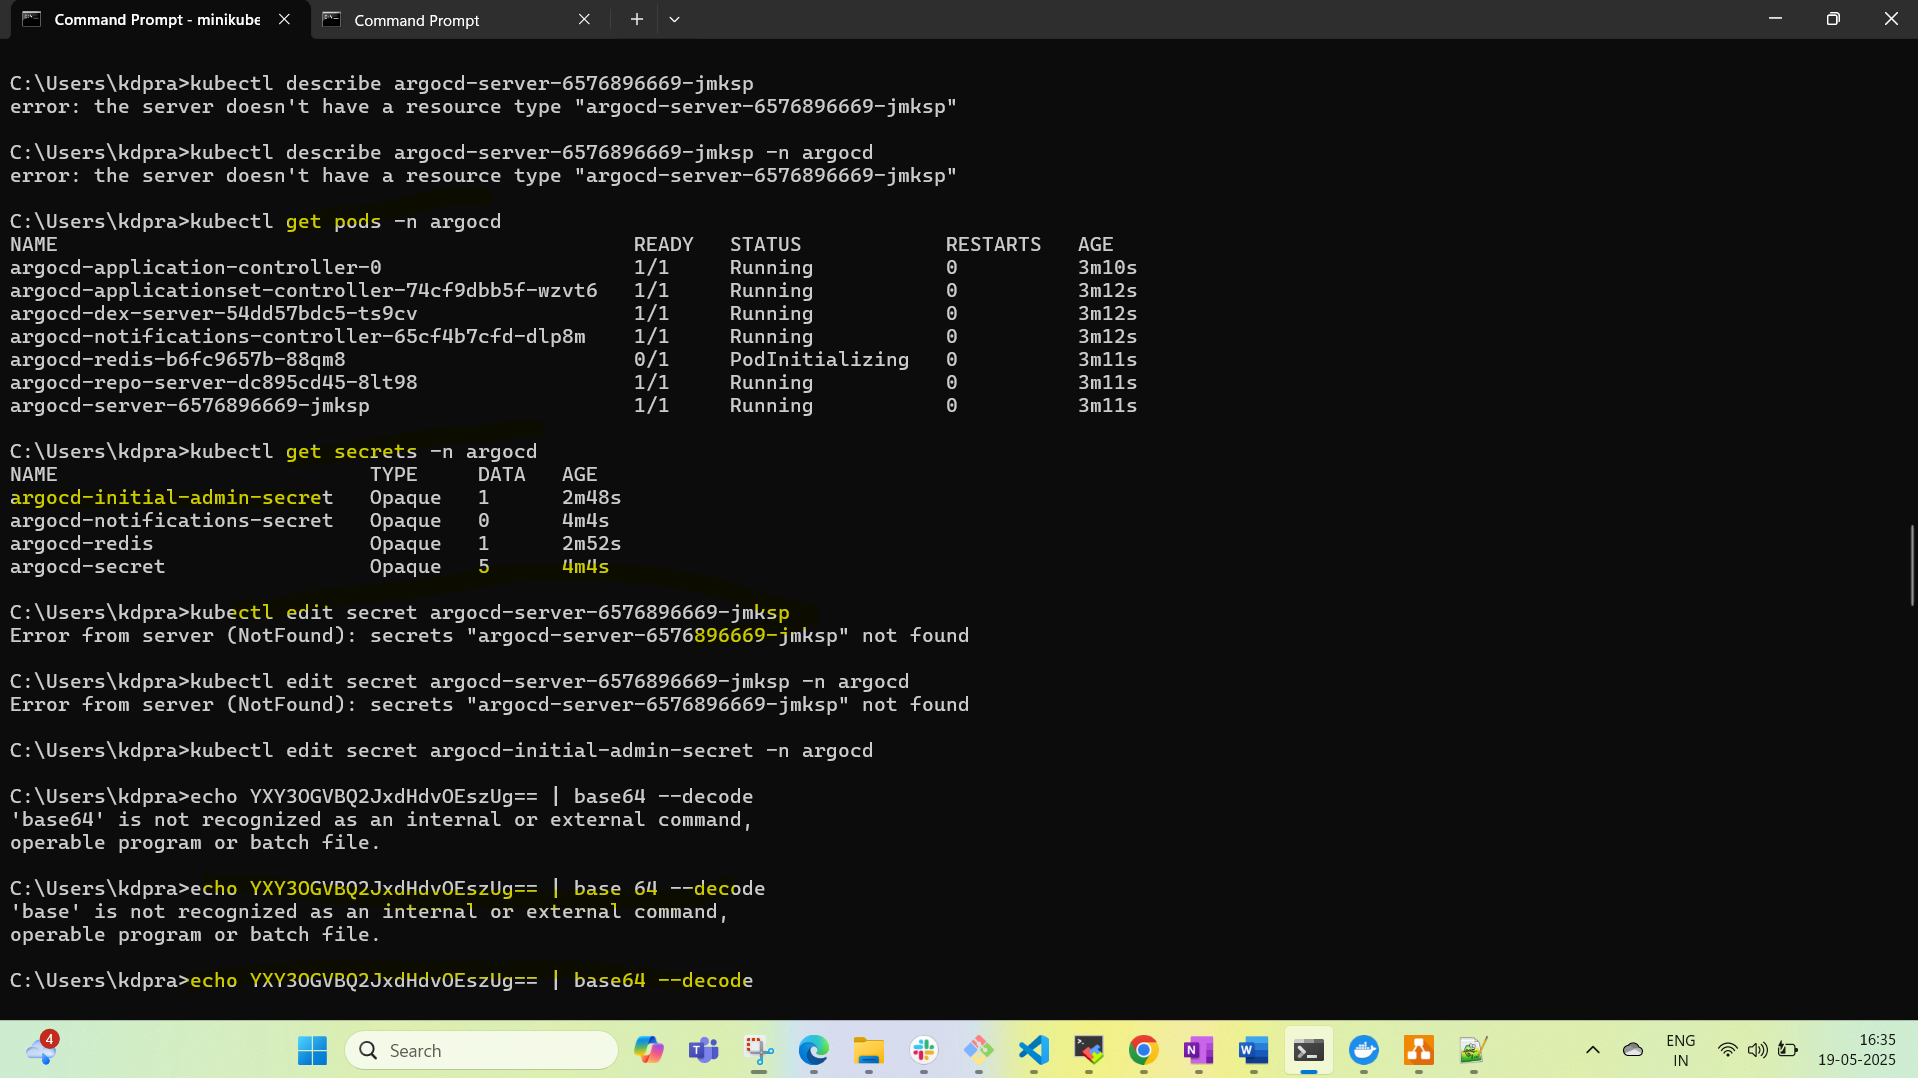 Command Prompt - minikube
Command Prompt
C:\Users\kdpra>kubectl describe argocd-server-6576896669-jmksp
error: the server doesn't have a resource type "argocd-server-6576896669-jmksp"
C:\Users\kdpra>kubectl describe argocd-server-6576896669-jmksp -n argocd
error: the server doesn't have a resource type "argocd-server-6576896669-jmksp"
C:\Users\kdpra>kubectl get pods -n argocd
NAME READY STATUS RESTARTS AGE
argocd-application-controller-0 1/1 Running 0 3m10s
argocd-applicationset-controller-74cf9dbb5f-wzvt6 1/1 Running 0 3m12s
argocd-dex-server-54dd57bdc5-ts9cv 1/1 Running 0 3m12s
argocd-notifications-controller-65cf4b7cfd-dlp8m 1/1 Running 0 3m12s
argocd-redis-b6fc9657b-88qm8 0/1 PodInitializing 0 3m11s
argocd-repo-server-dc895cd45-8lt98 1/1 Running 0 3m11s
argocd-server-6576896669-jmksp 1/1 Running 0 3m11s
C:\Users\kdpra>kubectl get secrets -n argocd
NAME TYPE DATA AGE
argocd-initial-admin-secret Opaque 1 2m48s
argocd-notifications-secret Opaque 0 4m4s
argocd-redis Opaque 1 2m52s
argocd-secret Opaque 5 4m4s
C:\Users\kdpra>kubectl edit secret argocd-server-6576896669-jmksp
Error from server (NotFound): secrets "argocd-server-6576896669-jmksp" not found
C:\Users\kdpra>kubectl edit secret argocd-server-6576896669-jmksp -n argocd
Error from server (NotFound): secrets "argocd-server-6576896669-jmksp" not found
C:\Users\kdpra>kubectl edit secret argocd-initial-admin-secret -n argocd
C:\Users\kdpra>echo YXY3OGVBQ2JxdHdvOEszUg== | base64 --decode
'base64' is not recognized as an internal or external command,
operable program or batch file.
C:\Users\kdpra>echo YXY3OGVBQ2JxdHdvOEszUg== | base 64 --decode
'base' is not recognized as an internal or external command,
operable program or batch file.
C:\Users\kdpra>echo YXY3OGVBQ2JxdHdvOEszUg== | base64 --decode
4
Search
ENG
IN
16:35
19-05-2025